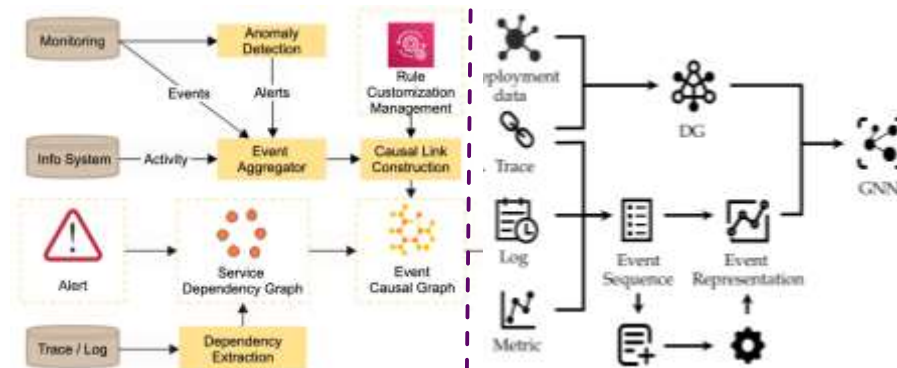 Monitoring
Anomaly
Detection
Events
Alerts
Rule
Customization
Management
Info System
Activity
Event
Aggregator
Causal Link
Construction
Alert
Service
Dependency Graph
Event
Causal Graph
Trace / Log
Dependency
Extraction
eployment
data
DG
Trace
GNN
Log
Event
Sequence
Event
Representation
Metric